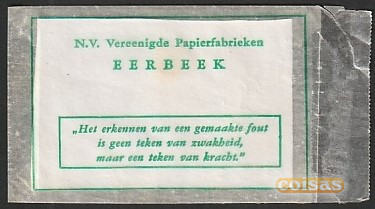 N.V. Vereenigde Papierfabrieken
EERBEEK
„Het erkennen van een gemaakte fout
is geen teken van zwakheid,
maar een teken van kracht.”
coisas